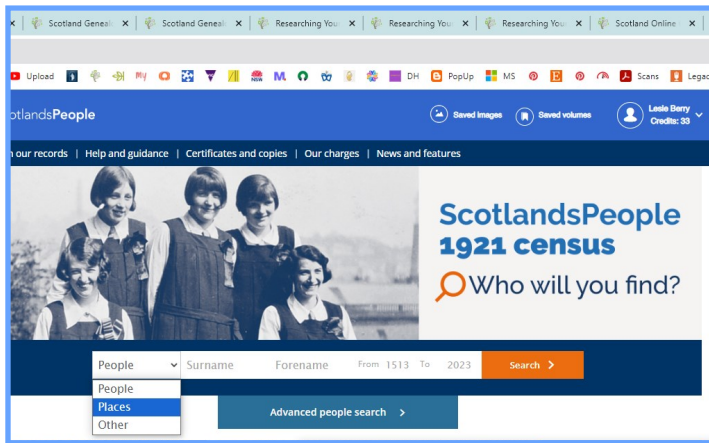 Scotland Geneal
Scotland Geneal
Researching You
Researching You
Researching You
Scotland Online
Upload
my
NSW
M
DH
PopUp
MS
E
Scans
Legac
otlandsPeople
Saved images
Saved volumes
Lesle Berry
Credits: 33
h our records | Help and guidance | Certificates and copies | Our charges | News and features
ScotlandsPeople
1921 census
Who will you find?
People Surname Forename From 1513 To 2023 Search
People
Places
Other
Advanced people search